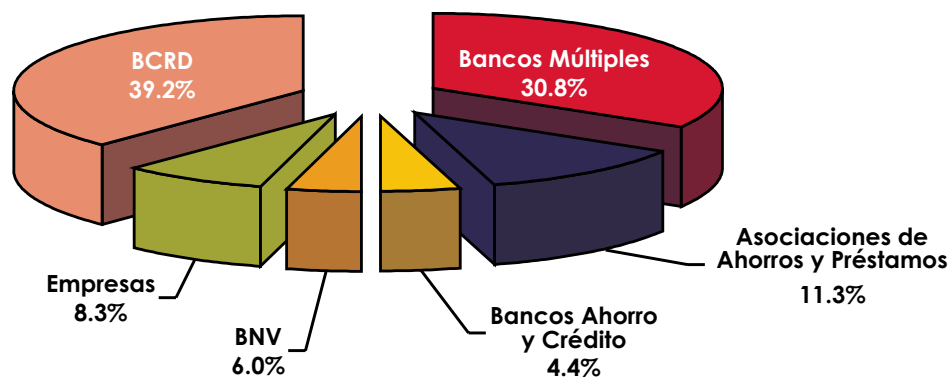 BCRD
39.2%
Bancos Múltiples
30.8%
Asociaciones de
Ahorros y Préstamos
11.3%
Bancos Ahorro
y Crédito
4.4%
BNV
6.0%
Empresas
8.3%